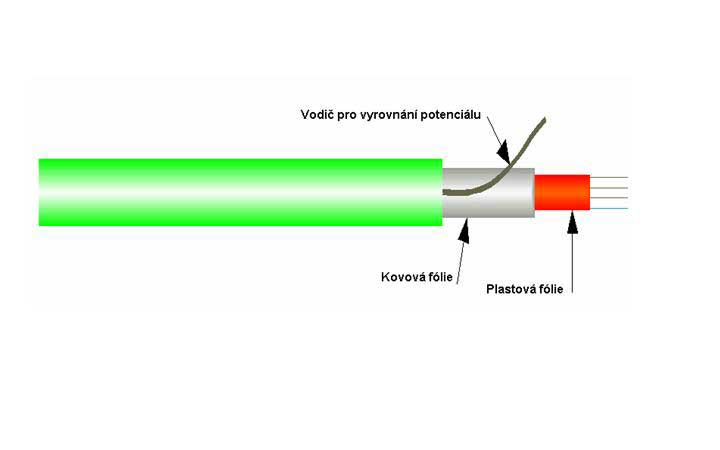 Vodič pro vyrovnání potenciálu
Kovová fólie
Plastová fólie